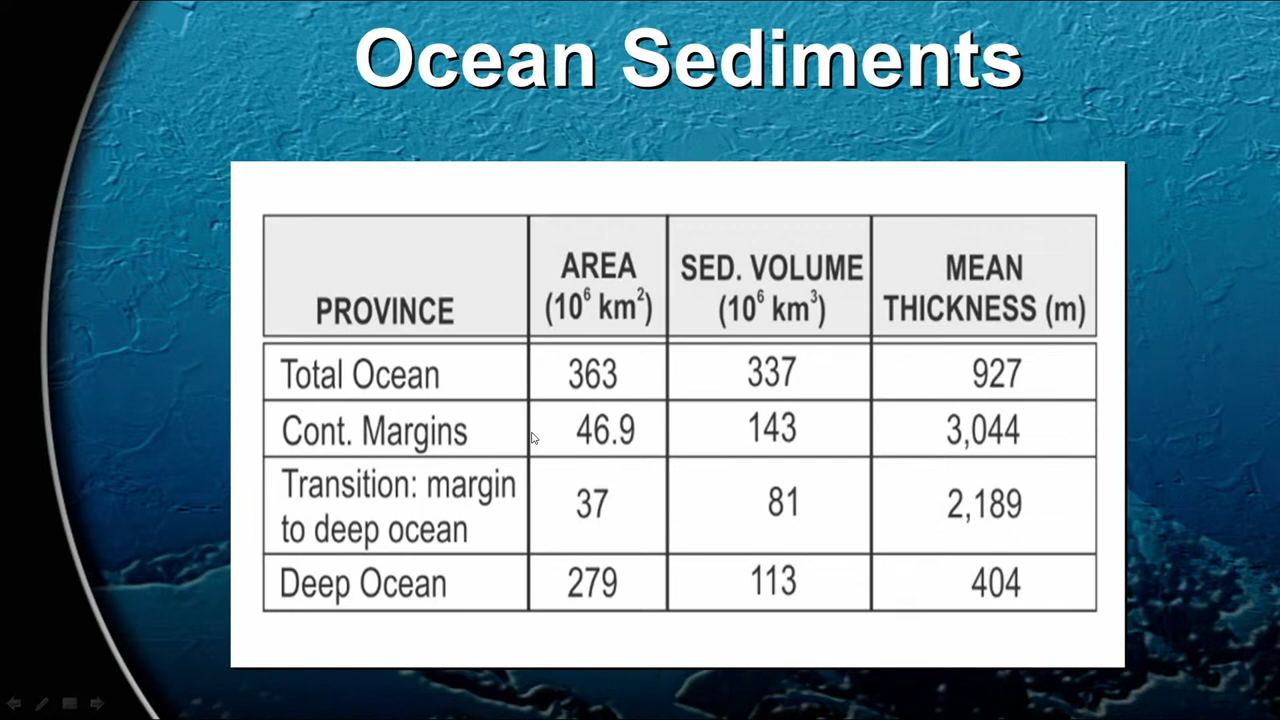 Ocean Sediments
PROVINCE AREA (10⁶ km²) SED. VOLUME (10⁶ km³) MEAN THICKNESS (m)
Total Ocean 363 337 927
Cont. Margins 46.9 143 3,044
Transition: margin to deep ocean 37 81 2,189
Deep Ocean 279 113 404